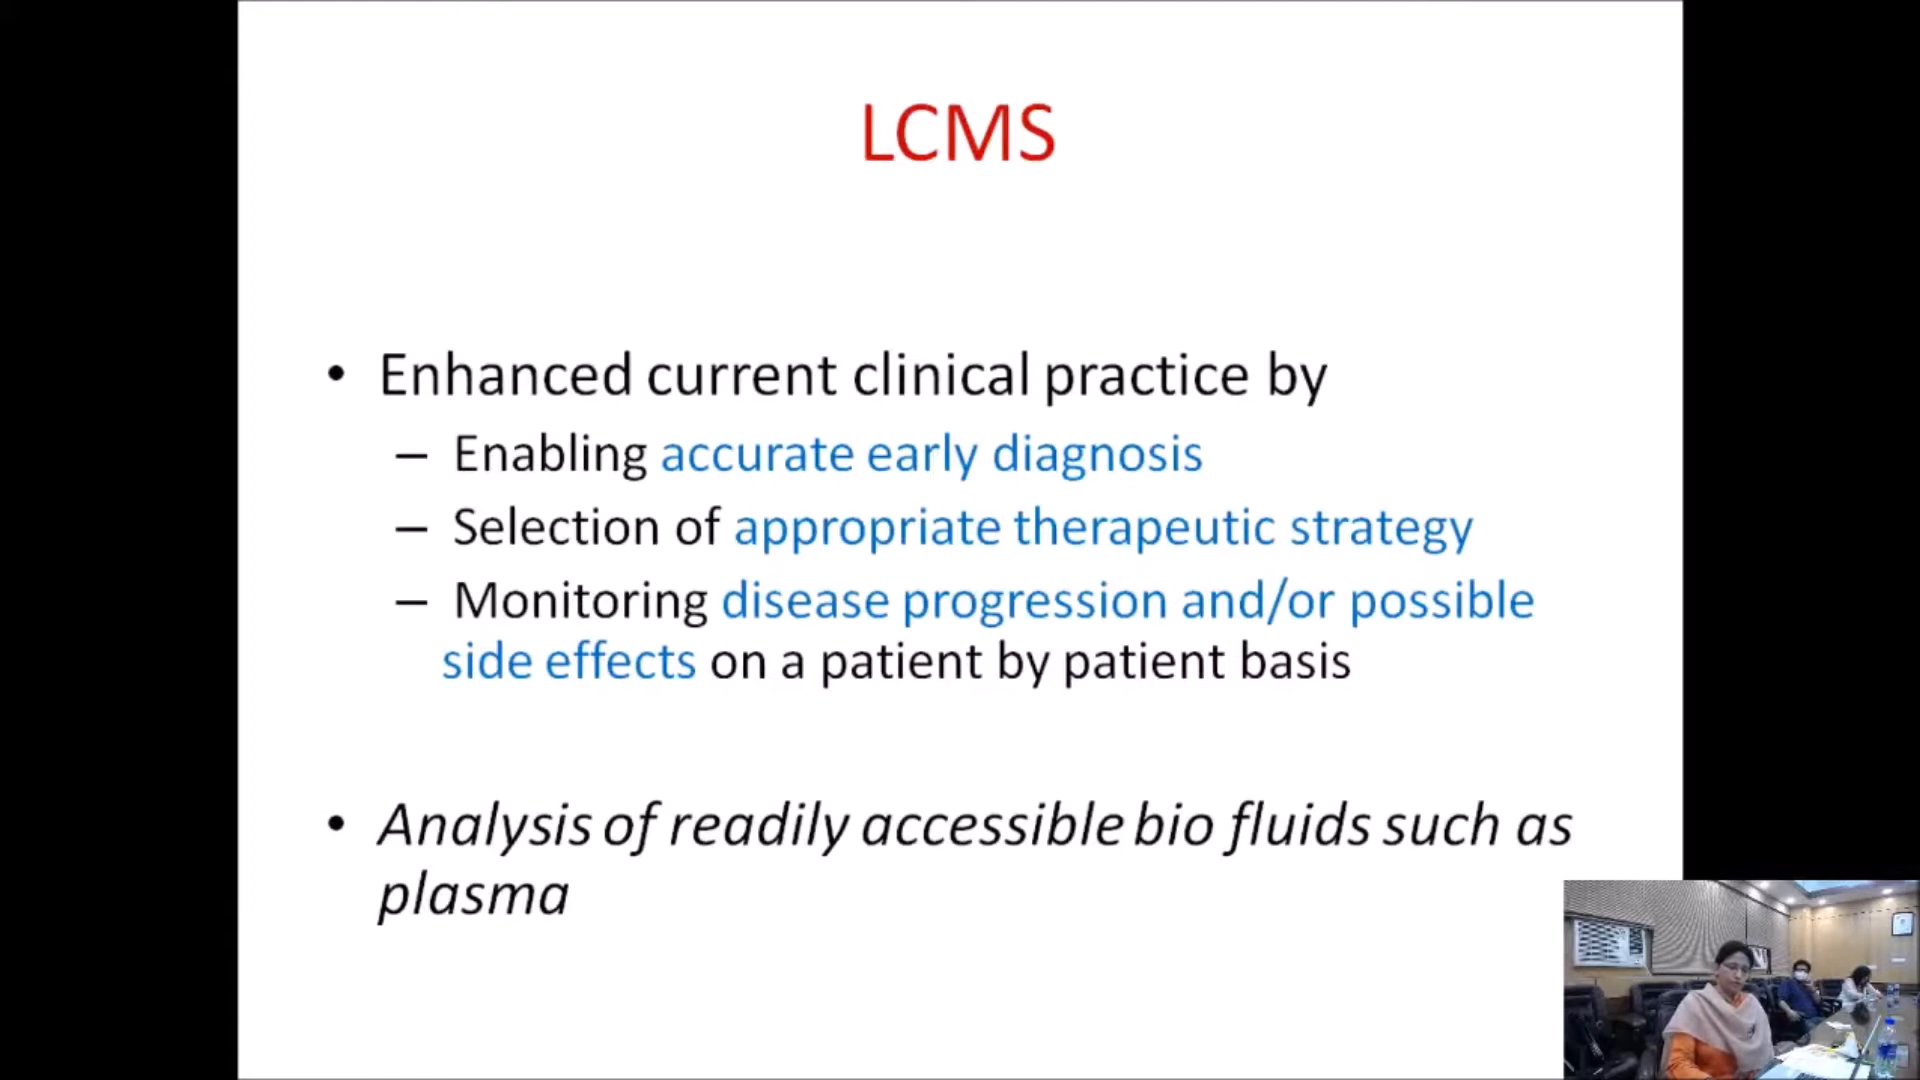 LCMS
• Enhanced current clinical practice by
– Enabling accurate early diagnosis
– Selection of appropriate therapeutic strategy
– Monitoring disease progression and/or possible
side effects on a patient by patient basis
• Analysis of readily accessible bio fluids such as
plasma